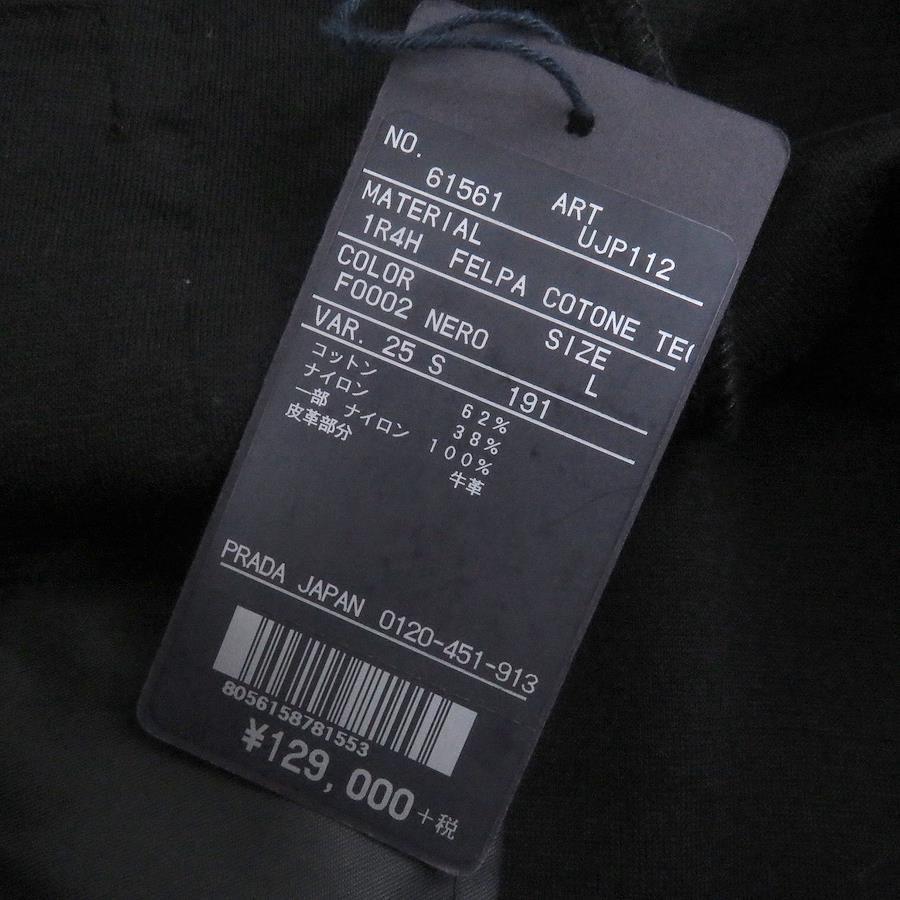 NO. 61561 ART UJP112
MATERIAL
1R4H FELPA COTONE TEC
COLOR SIZE
F0002 NERO L
VAR. 25 S 191
コットン 62%
ナイロン 38%
一部 ナイロン 100%
皮革部分 牛革
PRADA JAPAN 0120-451-913
8056158781553
¥129,000+税